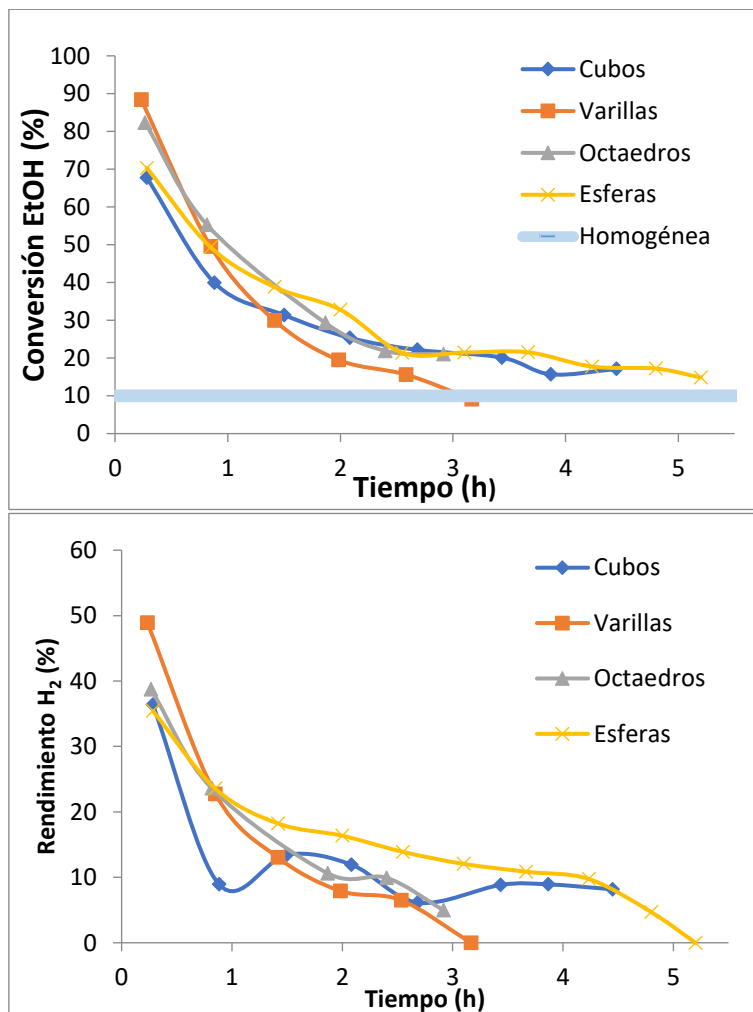 Conversión EtOH (%)
100
90
80
70
60
50
40
30
20
10
0
0 1 2 3 4 5
Tiempo (h)
Cubos
Varillas
Octaedros
Esferas
Homogénea
Rendimiento H₂ (%)
60
50
40
30
20
10
0
0 1 2 3 4 5
Tiempo (h)
Cubos
Varillas
Octaedros
Esferas